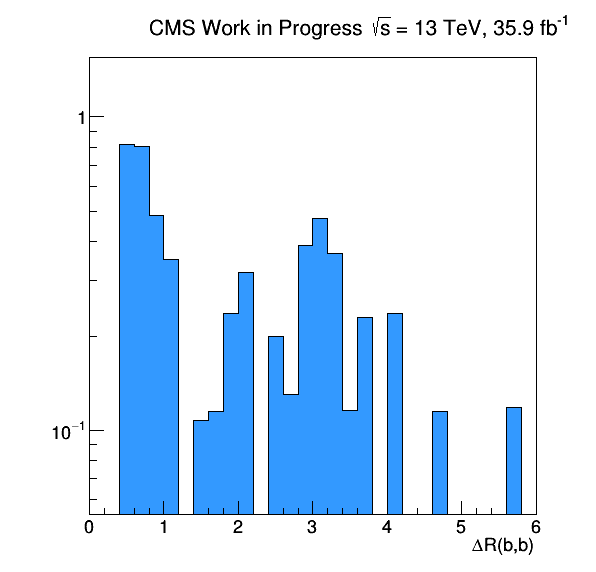 CMS Work in Progress √s = 13 TeV, 35.9 fb⁻¹
1
10⁻¹
0 1 2 3 4 5 6
ΔR(b,b)